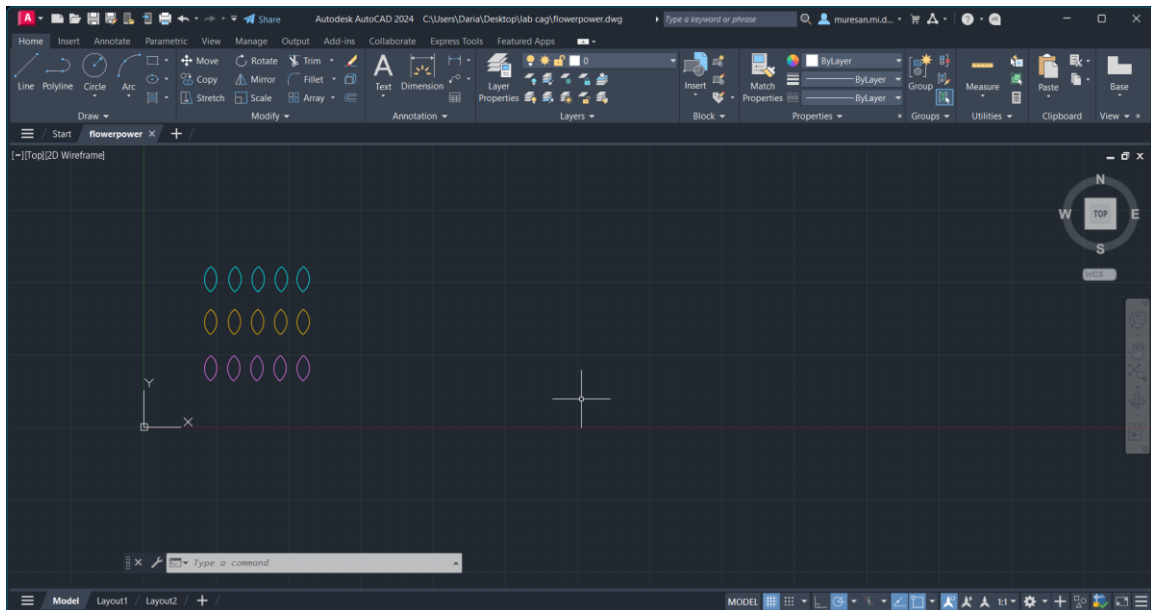 A Share Autodesk AutoCAD 2024 C:\Users\Daria\Desktop\lab cag\flowerpower.dwg Type a keyword or phrase muresan.mi.d...
Home Insert Annotate Parametric View Manage Output Add-ins Collaborate Express Tools Featured Apps
Move Rotate Trim 0 ByLayer
Line Polyline Circle Arc Copy Mirror Fillet Text Dimension Layer Properties Insert Match Properties ByLayer Group Measure Paste Base
Stretch Scale Array ByLayer
Draw Modify Annotation Layers Block Properties Groups Utilities Clipboard View
Start flowerpower
[-][Top][2D Wireframe]
N
W TOP E
S
WCS
Y
X
Type a command
Model Layout1 Layout2 MODEL 1:1